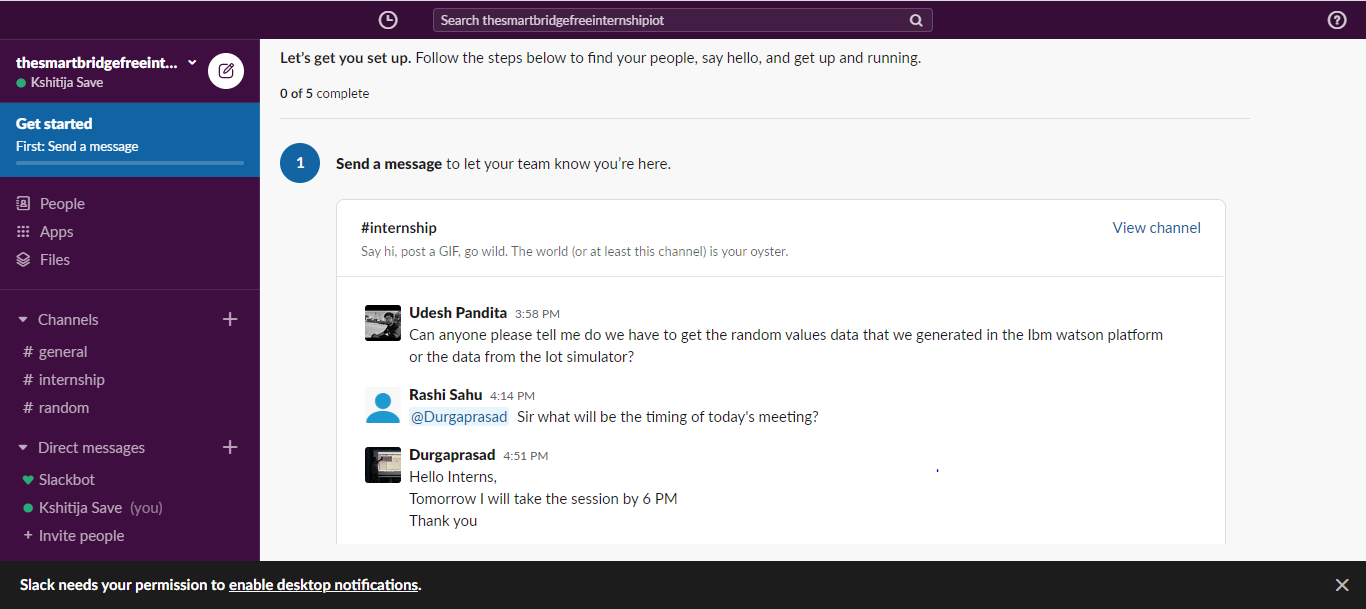 Search thesmartbridgefreeinternshipiot
thesmartbridgefreeint...
Kshitija Save
Get started
First: Send a message
People
Apps
Files
Channels
# general
# internship
# random
Direct messages
Slackbot
Kshitija Save (you)
+ Invite people
Let's get you set up. Follow the steps below to find your people, say hello, and get up and running.
0 of 5 complete
1 Send a message to let your team know you're here.
#internship View channel
Say hi, post a GIF, go wild. The world (or at least this channel) is your oyster.
Udesh Pandita 3:58 PM
Can anyone please tell me do we have to get the random values data that we generated in the Ibm watson platform
or the data from the Iot simulator?
Rashi Sahu 4:14 PM
@Durgaprasad Sir what will be the timing of today's meeting?
Durgaprasad 4:51 PM
Hello Interns,
Tomorrow I will take the session by 6 PM
Thank you
Slack needs your permission to enable desktop notifications.